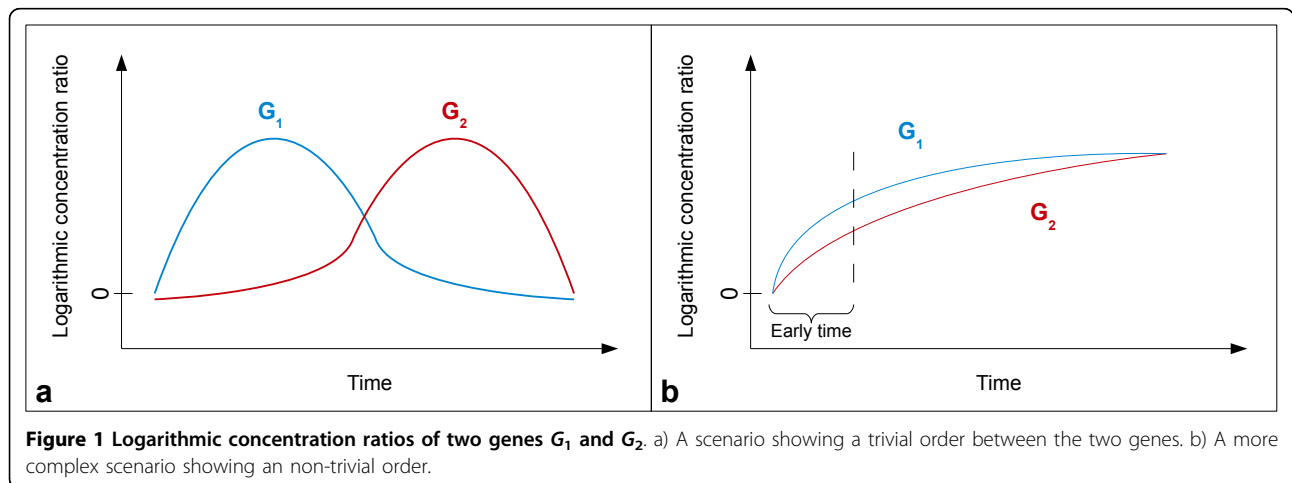 Logarithmic concentration ratio
G₁
G₂
0
Time
a
Logarithmic concentration ratio
G₁
G₂
0
Early time
Time
b
Figure 1 Logarithmic concentration ratios of two genes G₁ and G₂. a) A scenario showing a trivial order between the two genes. b) A more
complex scenario showing an non-trivial order.